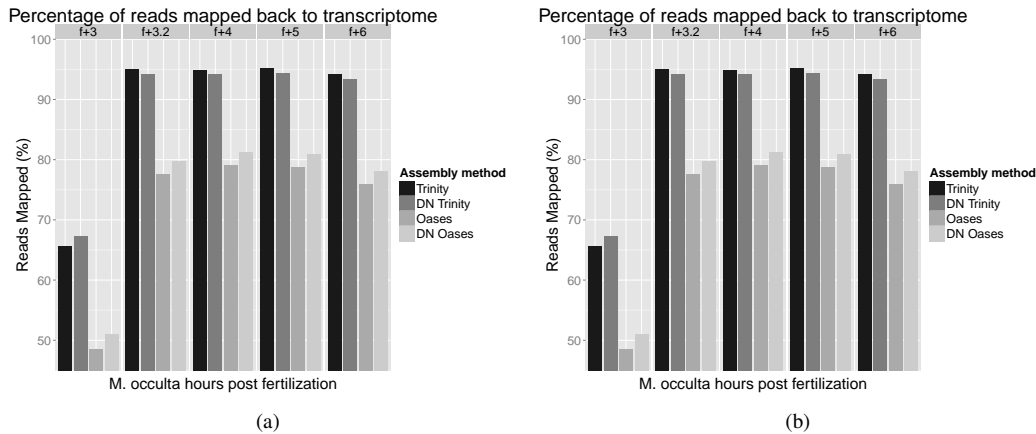 Percentage of reads mapped back to transcriptome
f+3 f+3.2 f+4 f+5 f+6
100
90
80
70
60
50
Reads Mapped (%)
M. occulta hours post fertilization
Assembly method
Trinity
DN Trinity
Oases
DN Oases
(a)
Percentage of reads mapped back to transcriptome
f+3 f+3.2 f+4 f+5 f+6
100
90
80
70
60
50
Reads Mapped (%)
M. occulta hours post fertilization
Assembly method
Trinity
DN Trinity
Oases
DN Oases
(b)